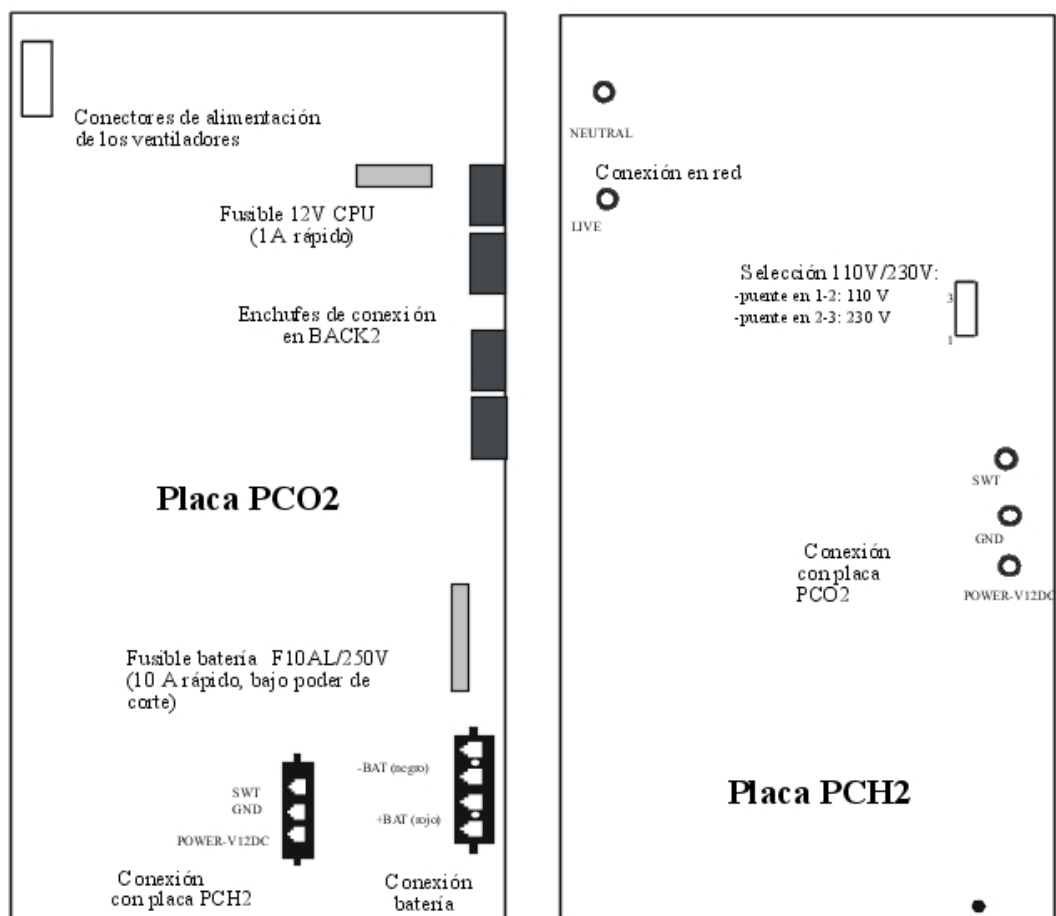 Conectores de alimentación
de los ventiladores
Fusible 12V CPU
(1A rápido)
Enchufes de conexión
en BACK2
Placa PCO2
Fusible batería F10AL/250V
(10 A rápido, bajo poder de
corte)
-BAT (negro)
SWT
GND
+BAT (rojo)
POWER-V12DC
Conexión
con placa PCH2
Conexión
batería
NEUTRAL
Conexión en red
LIVE
Selección 110V/230V:
-puente en 1-2: 110 V
3
-puente en 2-3: 230 V
1
SWT
GND
Conexión
con placa
PCO2
POWER-V12DC
Placa PCH2